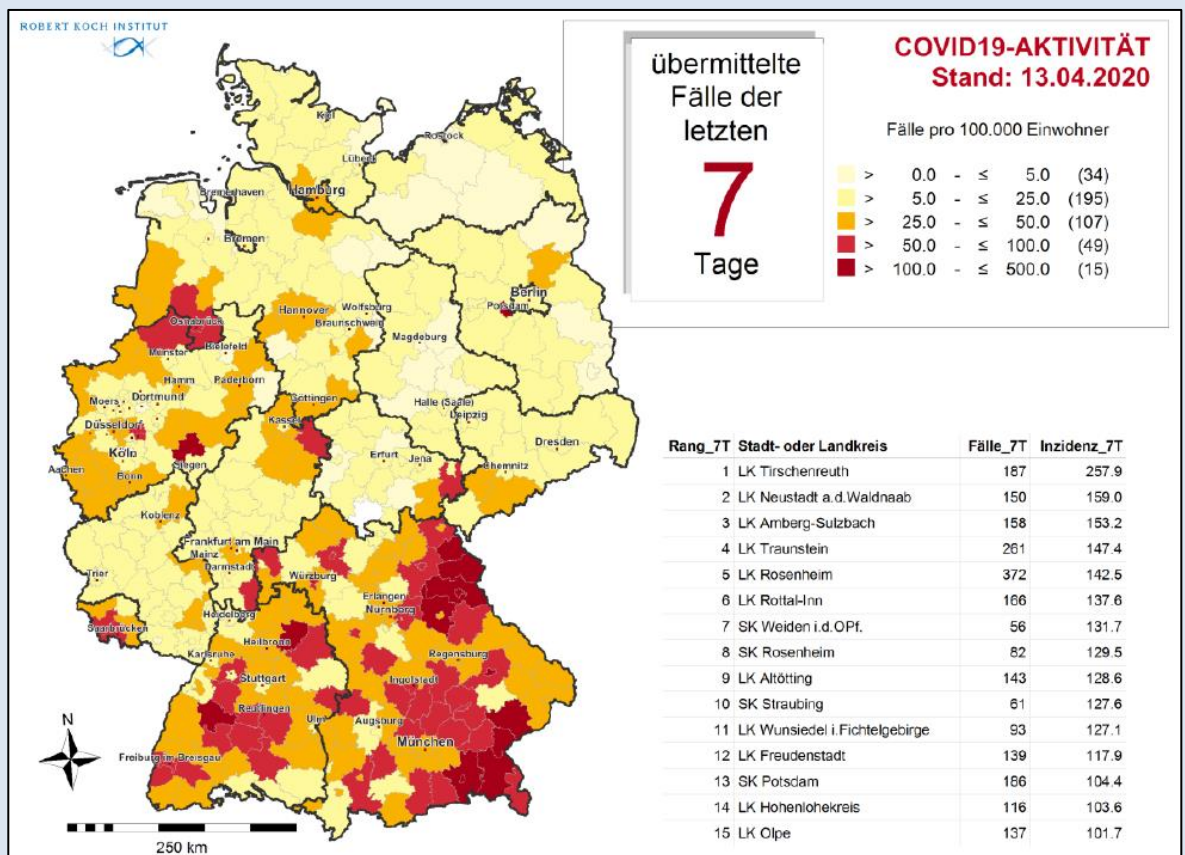 ROBERT KOCH INSTITUT
übermittelte
Fälle der
letzten
7
Tage
COVID19-AKTIVITÄT
Stand: 13.04.2020
Fälle pro 100.000 Einwohner
> 0.0 - ≤ 5.0 (34)
> 5.0 - ≤ 25.0 (195)
> 25.0 - ≤ 50.0 (107)
> 50.0 - ≤ 100.0 (49)
> 100.0 - ≤ 500.0 (15)
Kiel
Rostock
Lübeck
Bremerhaven
Hamburg
Bremen
Berlin
Potsdam
Hannover
Wolfsburg
Braunschweig
Osnabrück
Magdeburg
Münster
Bielefeld
Hamm
Paderborn
Göttingen
Halle (Saale)
Leipzig
Moers
Dortmund
Kassel
Düsseldorf
Dresden
Köln
Siegen
Erfurt
Jena
Chemnitz
Aachen
Bonn
Koblenz
Frankfurt am Main
Mainz
Darmstadt
Würzburg
Trier
Erlangen
Nürnberg
Heidelberg
Saarbrücken
Heilbronn
Karlsruhe
Regensburg
Stuttgart
Ingolstadt
Reutlingen
Ulm
Augsburg
München
Freiburg im Breisgau
N
250 km
Rang_7T Stadt- oder Landkreis Fälle_7T Inzidenz_7T
1 LK Tirschenreuth 187 257.9
2 LK Neustadt a.d.Waldnaab 150 159.0
3 LK Amberg-Sulzbach 158 153.2
4 LK Traunstein 261 147.4
5 LK Rosenheim 372 142.5
6 LK Rottal-Inn 166 137.6
7 SK Weiden i.d.OPf. 56 131.7
8 SK Rosenheim 82 129.5
9 LK Altötting 143 128.6
10 SK Straubing 61 127.6
11 LK Wunsiedel i.Fichtelgebirge 93 127.1
12 LK Freudenstadt 139 117.9
13 SK Potsdam 186 104.4
14 LK Hohenlohekreis 116 103.6
15 LK Olpe 137 101.7